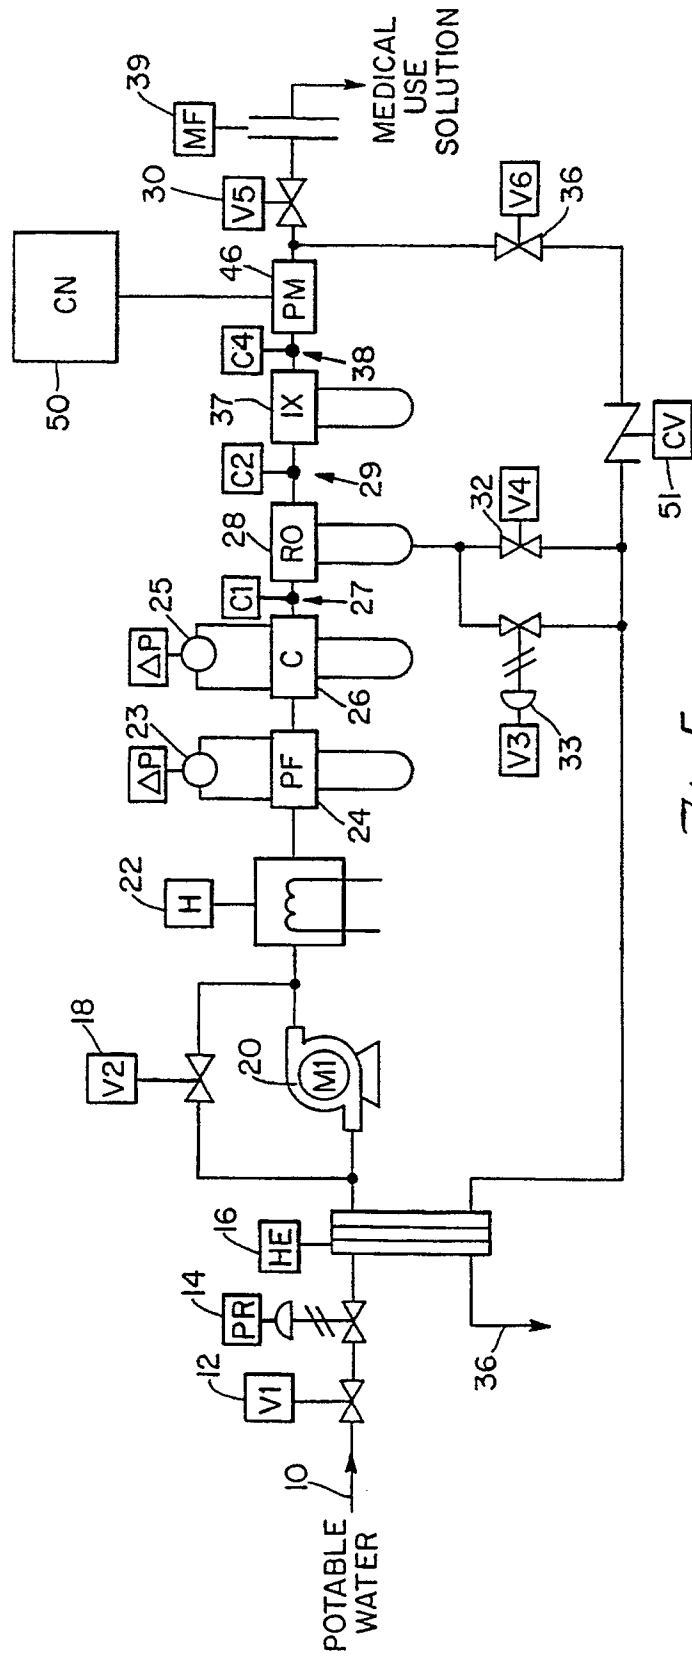 POTABLE
WATER
10
V1
12
PR
14
HE
16
36
V2
18
M1
20
H
22
PF
24
ΔP
23
C
26
ΔP
25
C1
27
RO
28
C2
29
IX
37
C4
38
PM
46
CN
50
V5
30
MF
39
MEDICAL
USE
SOLUTION
V3
33
V4
32
V6
36
CV
51